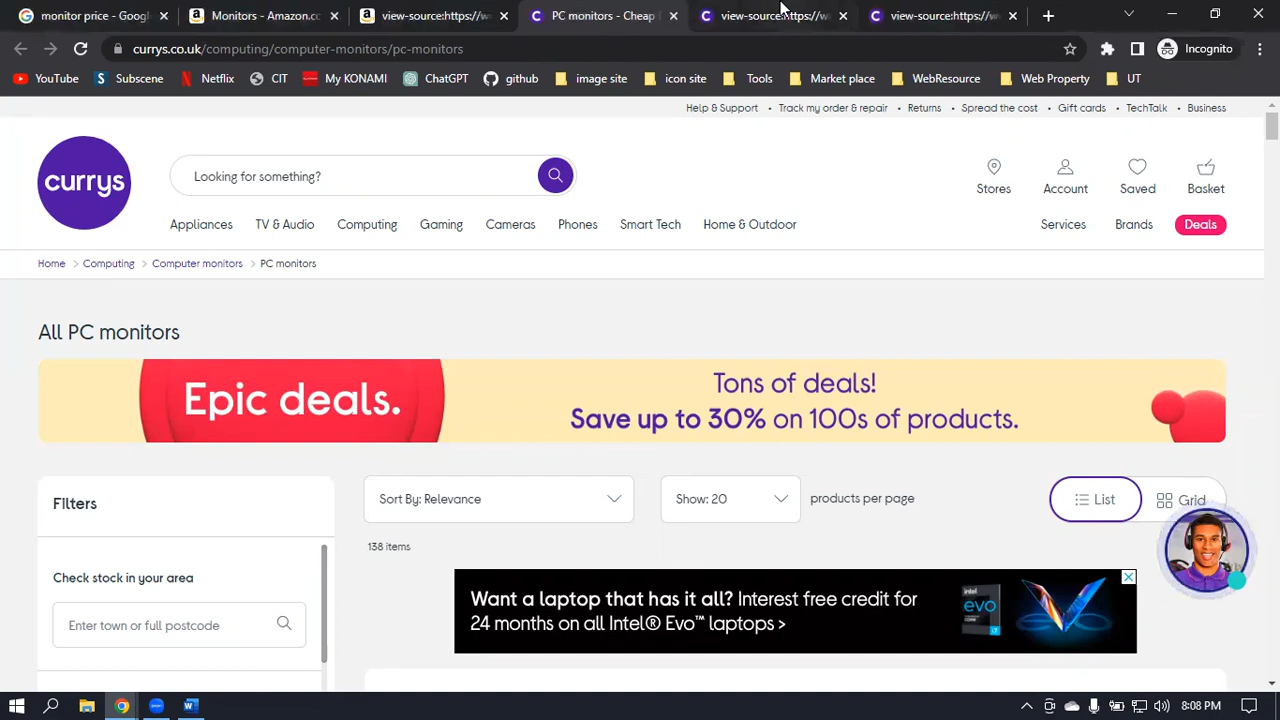 monitor price - Google
Monitors - Amazon.c
view-source:https://w
PC monitors - Cheap
view-source:https://w
view-source:https://w
currys.co.uk/computing/computer-monitors/pc-monitors
Incognito
YouTube
Subscene
Netflix
CIT
My KONAMI
ChatGPT
github
image site
icon site
Tools
Market place
WebResource
Web Property
UT
Help & Support • Track my order & repair • Returns • Spread the cost • Gift cards • TechTalk • Business
currys
Looking for something?
Stores
Account
Saved
Basket
Appliances
TV & Audio
Computing
Gaming
Cameras
Phones
Smart Tech
Home & Outdoor
Services
Brands
Deals
Home > Computing > Computer monitors > PC monitors
All PC monitors
Epic deals.
Tons of deals!
Save up to 30% on 100s of products.
Filters
Sort By: Relevance
Show: 20
products per page
List
Grid
138 items
Check stock in your area
Enter town or full postcode
Want a laptop that has it all? Interest free credit for
24 months on all Intel® Evo™ laptops >
intel
evo
8:08 PM